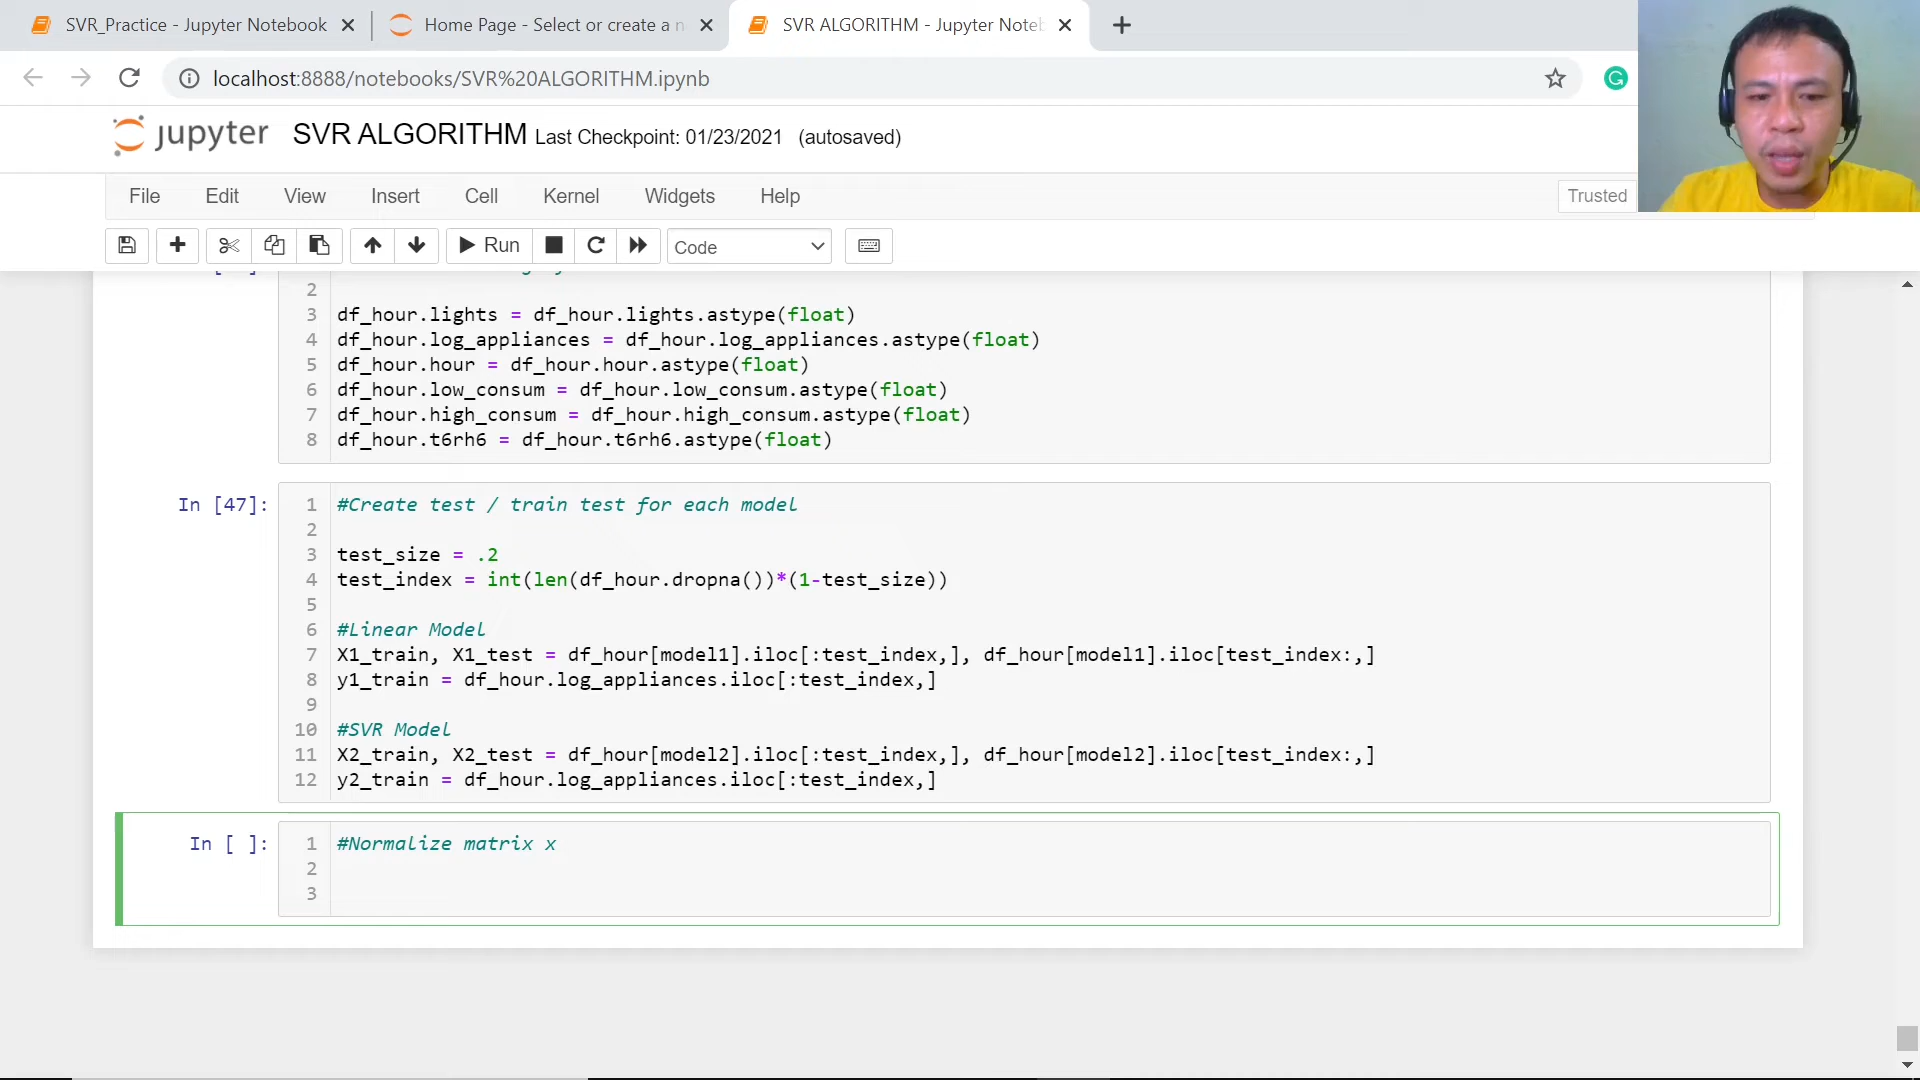 SVR_Practice - Jupyter Notebook
Home Page - Select or create a n
SVR ALGORITHM - Jupyter Note
localhost:8888/notebooks/SVR%20ALGORITHM.ipynb
jupyter SVR ALGORITHM Last Checkpoint: 01/23/2021 (autosaved)
File Edit View Insert Cell Kernel Widgets Help Trusted
Run Code
2
3 df_hour.lights = df_hour.lights.astype(float)
4 df_hour.log_appliances = df_hour.log_appliances.astype(float)
5 df_hour.hour = df_hour.hour.astype(float)
6 df_hour.low_consum = df_hour.low_consum.astype(float)
7 df_hour.high_consum = df_hour.high_consum.astype(float)
8 df_hour.t6rh6 = df_hour.t6rh6.astype(float)
In [47]: 1 #Create test / train test for each model
2
3 test_size = .2
4 test_index = int(len(df_hour.dropna())*(1-test_size))
5
6 #Linear Model
7 X1_train, X1_test = df_hour[model1].iloc[:test_index,], df_hour[model1].iloc[test_index:,]
8 y1_train = df_hour.log_appliances.iloc[:test_index,]
9
10 #SVR Model
11 X2_train, X2_test = df_hour[model2].iloc[:test_index,], df_hour[model2].iloc[test_index:,]
12 y2_train = df_hour.log_appliances.iloc[:test_index,]
In [ ]: 1 #Normalize matrix x
2
3